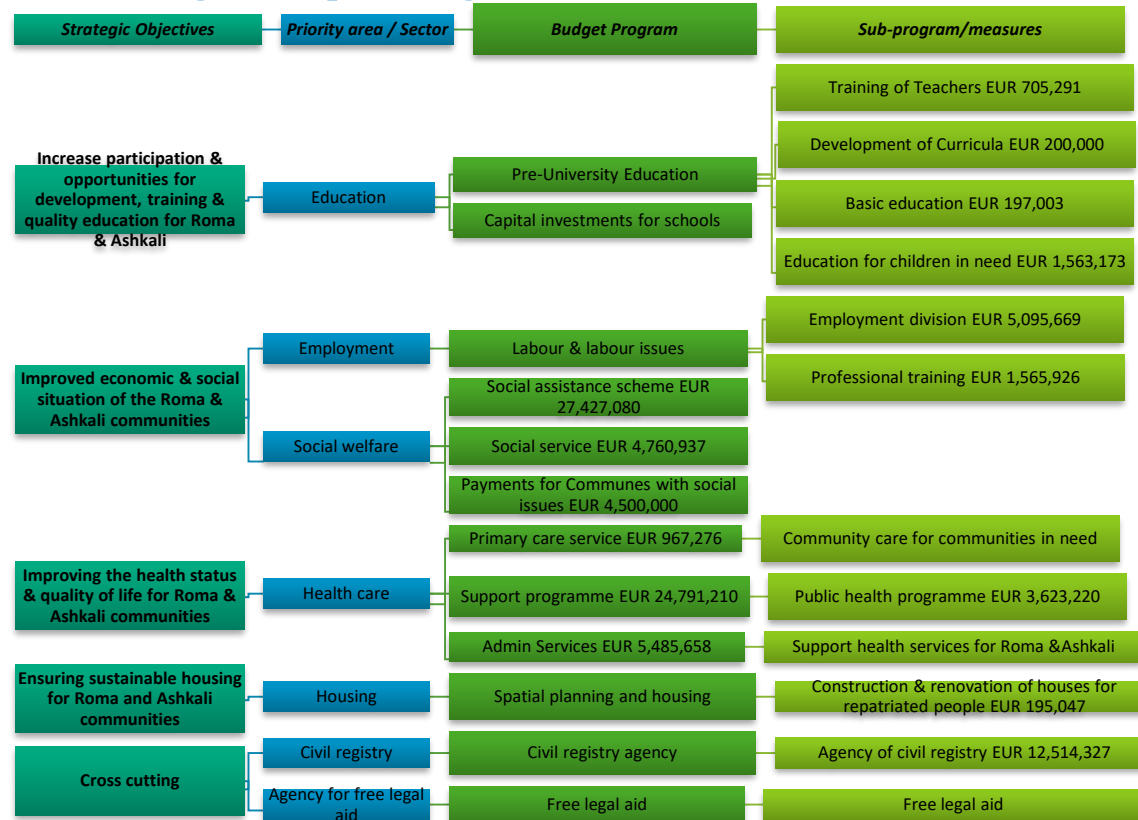 Strategic Objectives
Priority area / Sector
Budget Program
Sub-program/measures
Increase participation &
opportunities for
development, training &
quality education for Roma
& Ashkali
Education
Pre-University Education
Capital investments for schools
Training of Teachers EUR 705,291
Development of Curricula EUR 200,000
Basic education EUR 197,003
Education for children in need EUR 1,563,173
Improved economic & social
situation of the Roma &
Ashkali communities
Employment
Labour & labour issues
Employment division EUR 5,095,669
Professional training EUR 1,565,926
Social welfare
Social assistance scheme EUR
27,427,080
Social service EUR 4,760,937
Payments for Communes with social
issues EUR 4,500,000
Improving the health status
& quality of life for Roma &
Ashkali communities
Health care
Primary care service EUR 967,276
Community care for communities in need
Support programme EUR 24,791,210
Public health programme EUR 3,623,220
Admin Services EUR 5,485,658
Support health services for Roma &Ashkali
Ensuring sustainable housing
for Roma and Ashkali
communities
Housing
Spatial planning and housing
Construction & renovation of houses for
repatriated people EUR 195,047
Cross cutting
Civil registry
Civil registry agency
Agency of civil registry EUR 12,514,327
Agency for free legal
aid
Free legal aid
Free legal aid